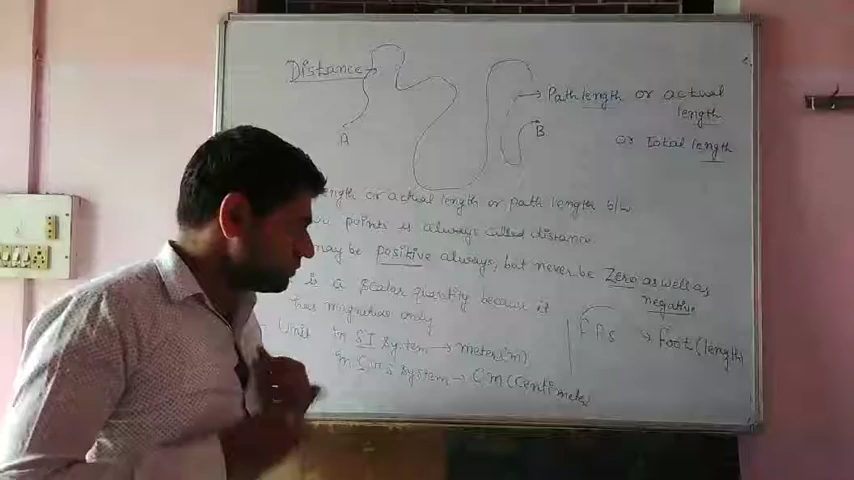 Distance
Path length or actual
length
A
B
or Total length
length or actual length or path length b/w
points is always called distance.
may be positive always, but never be Zero as well as
negative
is a Scalar quantity because it
has magnitude only
Unit in SI system → meter(m)
FPS → Foot (length)
In C.G.S system → Cm (Centimeter